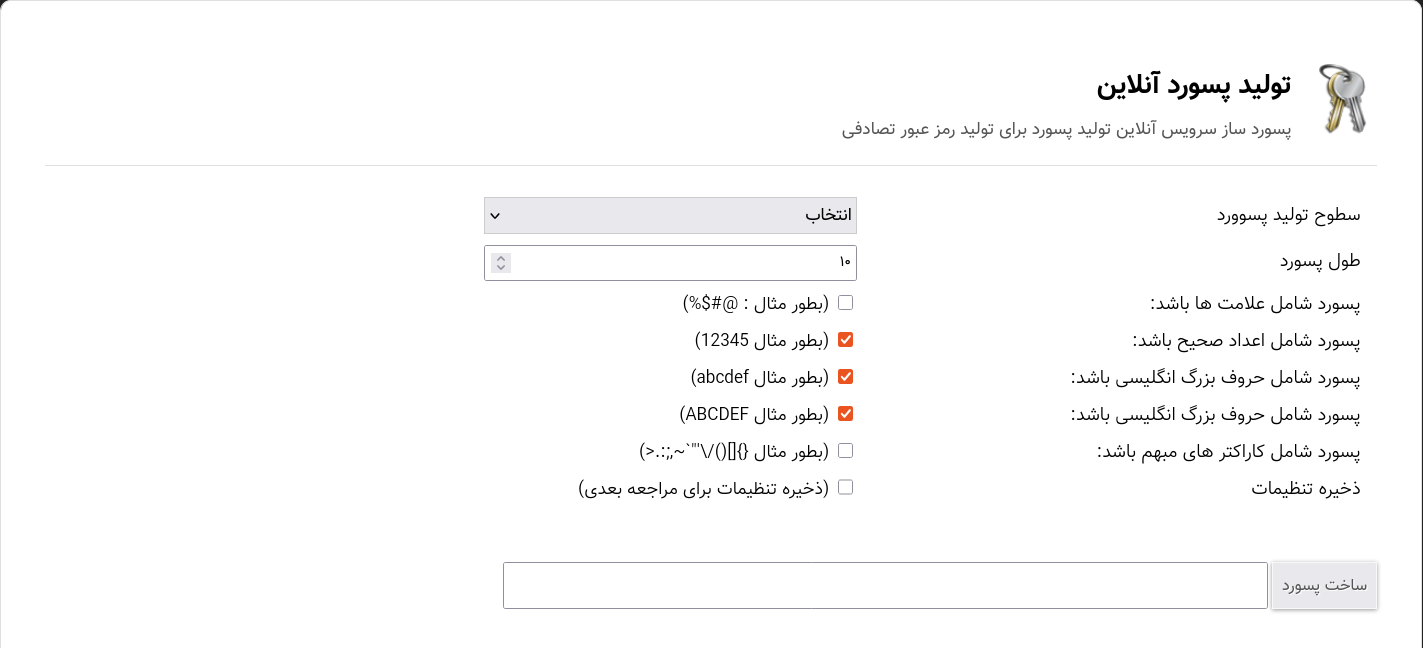 تولید پسورد آنلاین
پسورد ساز سرویس آنلاین تولید پسورد برای تولید رمز عبور تصادفی
سطوح تولید پسوورد انتخاب
طول پسورد ۱۰
پسورد شامل علامت ها باشد: (بطور مثال : @#$%)
پسورد شامل اعداد صحیح باشد: (بطور مثال 12345)
پسورد شامل حروف بزرگ انگلیسی باشد: (بطور مثال abcdef)
پسورد شامل حروف بزرگ انگلیسی باشد: (بطور مثال ABCDEF)
پسورد شامل کاراکتر های مبهم باشد: (بطور مثال {}[]()/\'"`~,;:.<)
ذخیره تنظیمات (ذخیره تنظیمات برای مراجعه بعدی)
ساخت پسورد